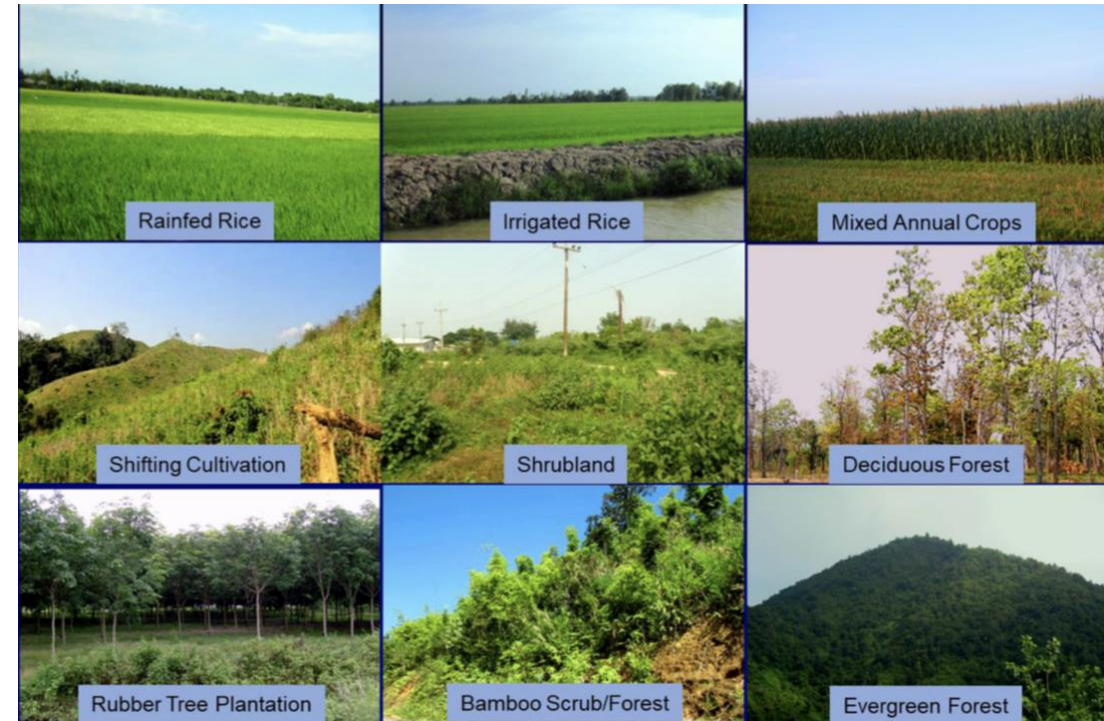 Rainfed Rice
Irrigated Rice
Mixed Annual Crops
Shifting Cultivation
Shrubland
Deciduous Forest
Rubber Tree Plantation
Bamboo Scrub/Forest
Evergreen Forest